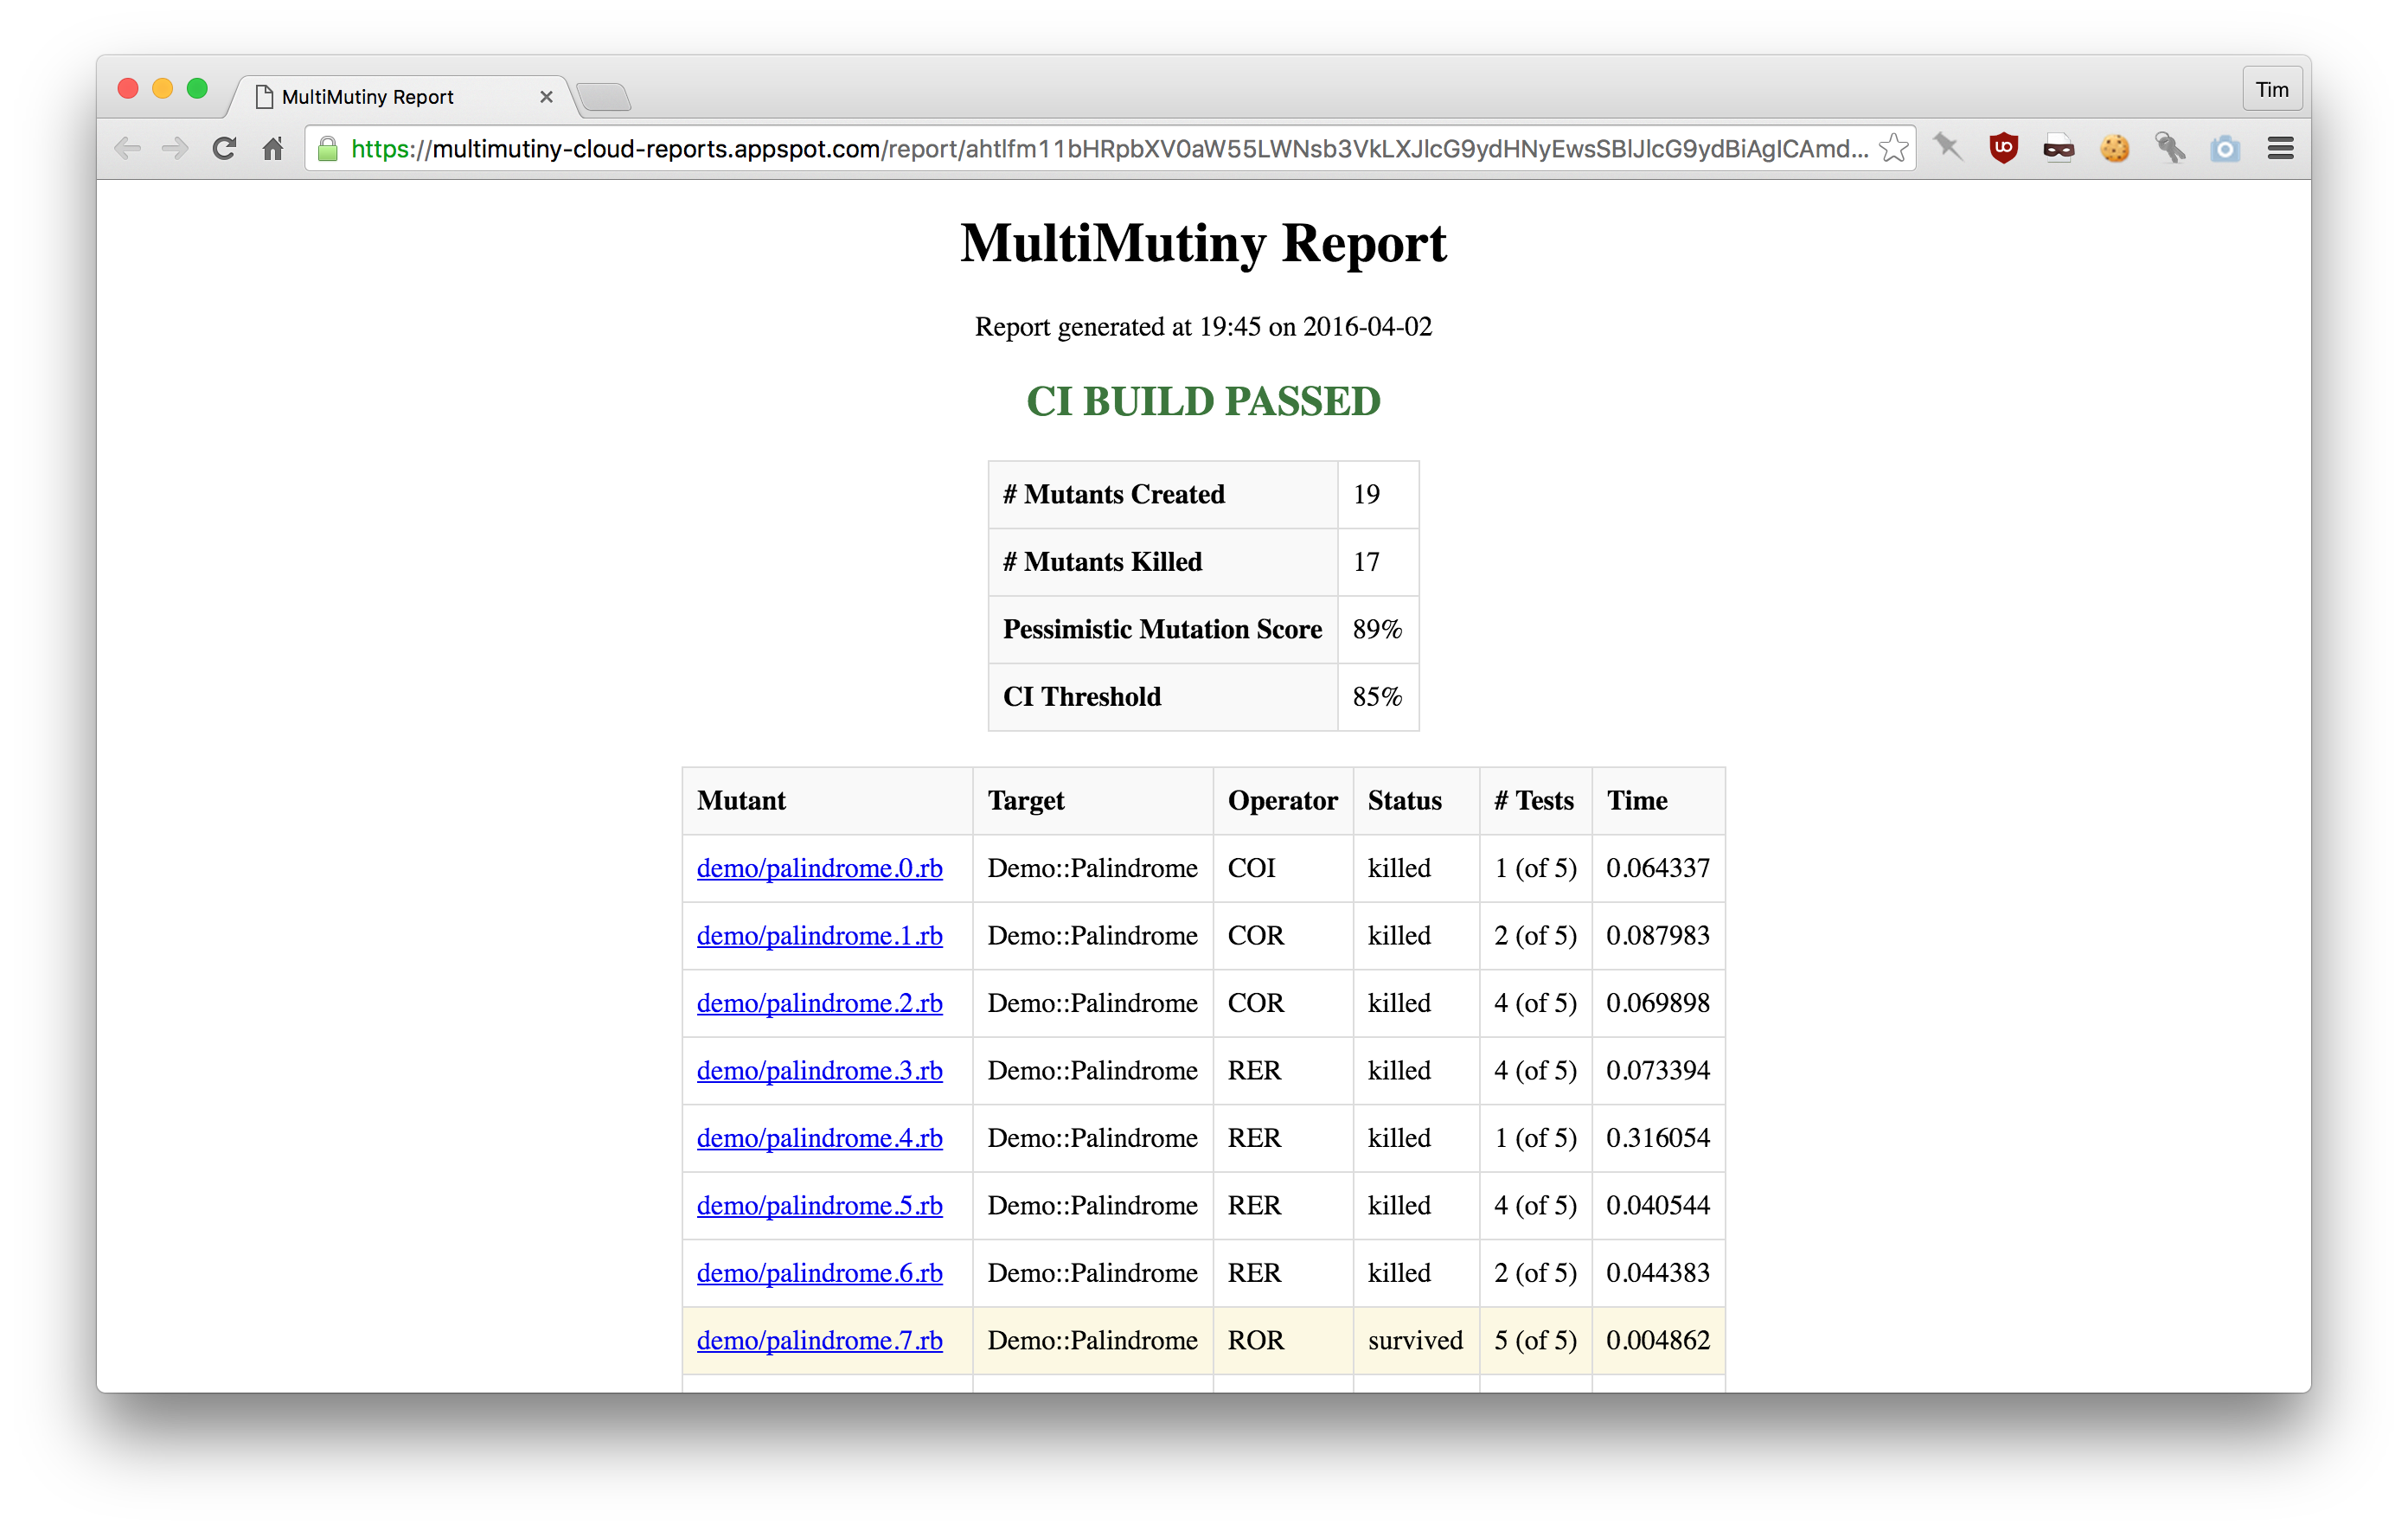 MultiMutiny Report
Tim
https://multimutiny-cloud-reports.appspot.com/report/ahtlfm11bHRpbXV0aW55LWNsb3VkLXJlcG9ydHNyEwsSBlJlcG9ydBiAgICAmd...
MultiMutiny Report
Report generated at 19:45 on 2016-04-02
CI BUILD PASSED
# Mutants Created 19
# Mutants Killed 17
Pessimistic Mutation Score 89%
CI Threshold 85%
Mutant Target Operator Status # Tests Time
demo/palindrome.0.rb Demo::Palindrome COI killed 1 (of 5) 0.064337
demo/palindrome.1.rb Demo::Palindrome COR killed 2 (of 5) 0.087983
demo/palindrome.2.rb Demo::Palindrome COR killed 4 (of 5) 0.069898
demo/palindrome.3.rb Demo::Palindrome RER killed 4 (of 5) 0.073394
demo/palindrome.4.rb Demo::Palindrome RER killed 1 (of 5) 0.316054
demo/palindrome.5.rb Demo::Palindrome RER killed 4 (of 5) 0.040544
demo/palindrome.6.rb Demo::Palindrome RER killed 2 (of 5) 0.044383
demo/palindrome.7.rb Demo::Palindrome ROR survived 5 (of 5) 0.004862